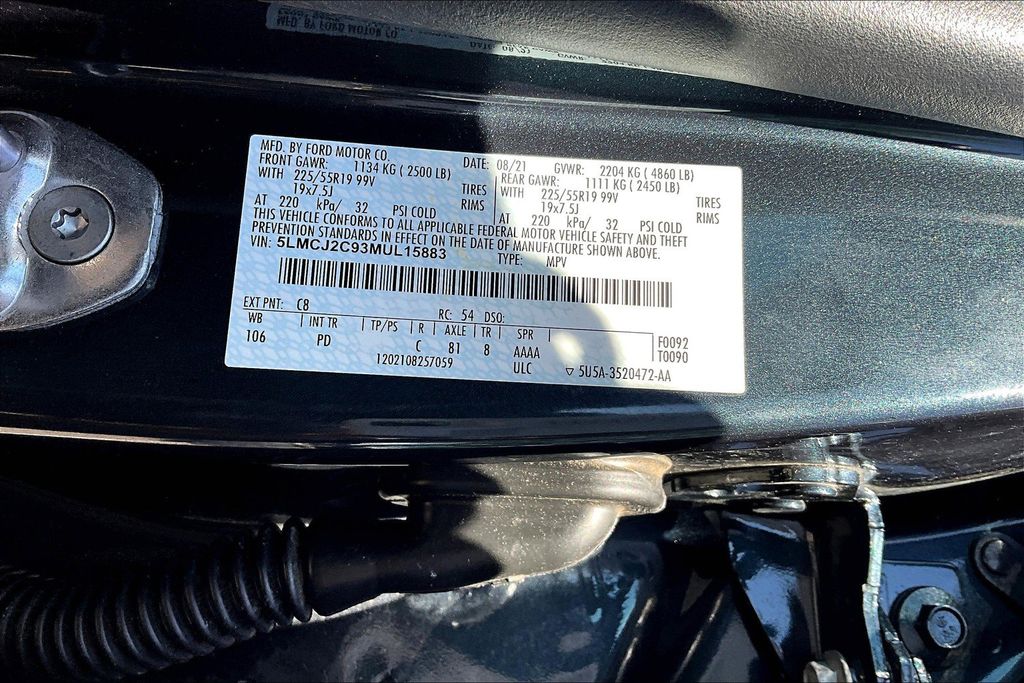 MFD. BY FORD MOTOR CO. DATE: 08/21 GVWR: 2204 KG ( 4860 LB)
FRONT GAWR: 1134 KG ( 2500 LB) REAR GAWR: 1111 KG ( 2450 LB)
WITH 225/55R19 99V TIRES WITH 225/55R19 99V TIRES
19x7.5J RIMS 19x7.5J RIMS
AT 220 kPa/ 32 PSI COLD AT 220 kPa/ 32 PSI COLD
THIS VEHICLE CONFORMS TO ALL APPLICABLE FEDERAL MOTOR VEHICLE SAFETY AND THEFT
PREVENTION STANDARDS IN EFFECT ON THE DATE OF MANUFACTURE SHOWN ABOVE.
VIN: 5LMCJ2C93MUL15883 TYPE: MPV
EXT PNT: C8 RC: 54 DSO:
WB INT TR TP/PS R AXLE TR SPR F0092
106 PD C 81 8 AAAA T0090
1202108257059 ULC ▽ 5U5A-3520472-AA